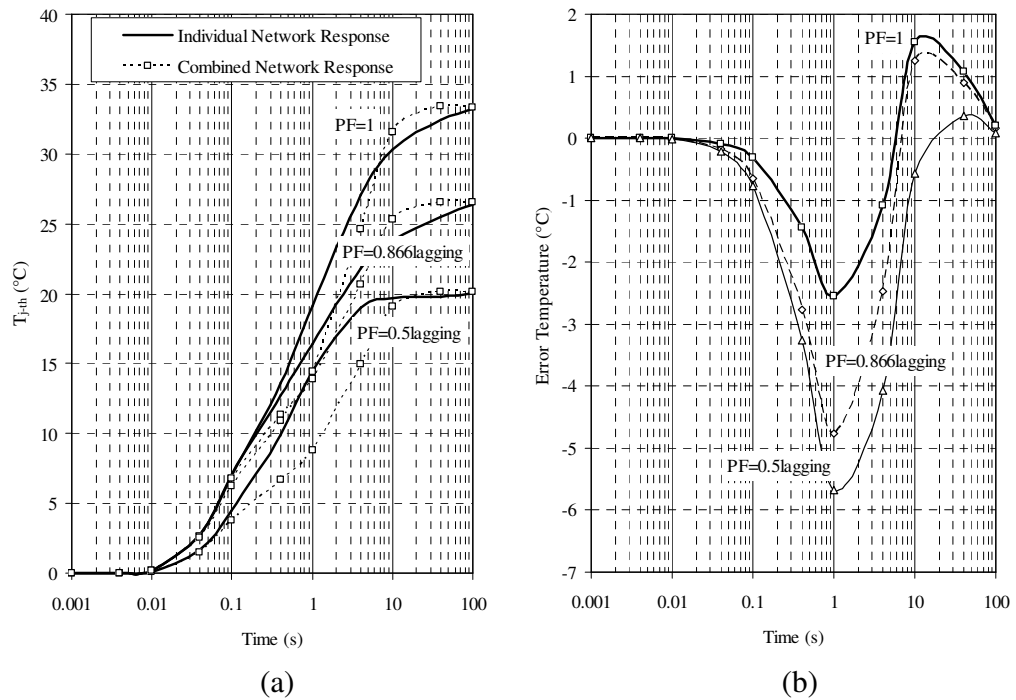 40
35
30
25
20
15
10
5
0
Individual Network Response
Combined Network Response
PF=1
PF=0.866lagging
PF=0.5lagging
T_j-th (°C)
0.001 0.01 0.1 1 10 100
Time (s)
(a)
2
1
0
-1
-2
-3
-4
-5
-6
-7
PF=1
PF=0.866lagging
PF=0.5lagging
Error Temperature (°C)
0.001 0.01 0.1 1 10 100
Time (s)
(b)